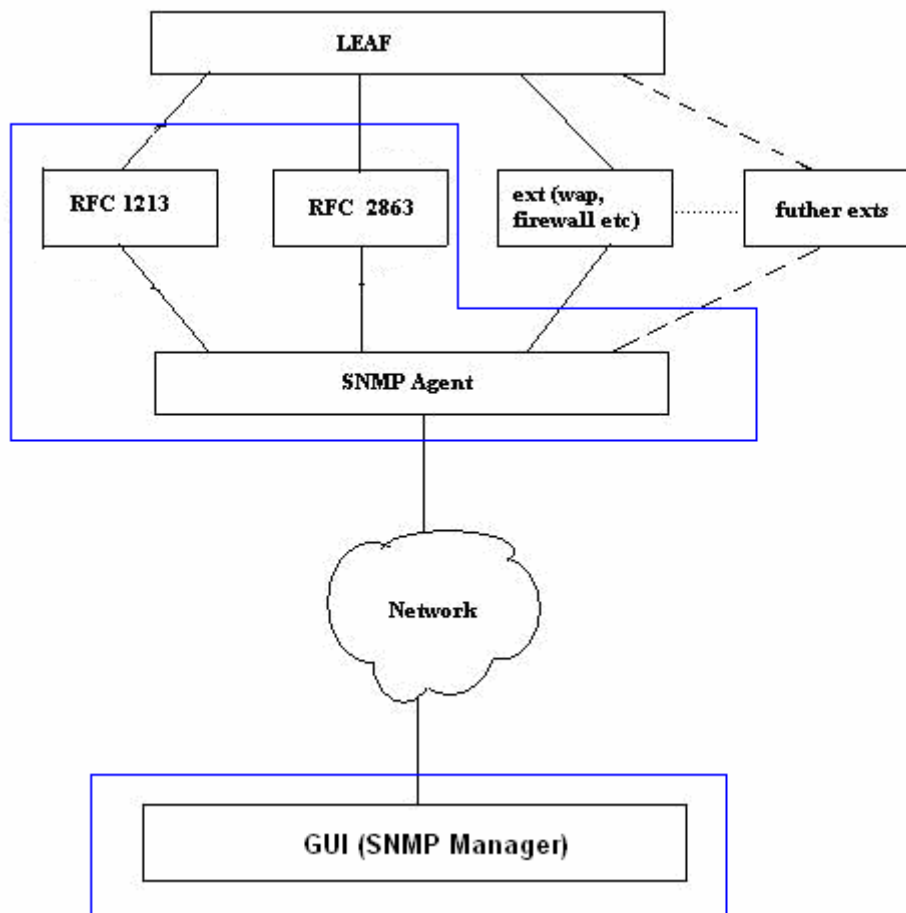 LEAF
RFC 1213
RFC 2863
ext (wap,
firewall etc)
futher exts
SNMP Agent
Network
GUI (SNMP Manager)